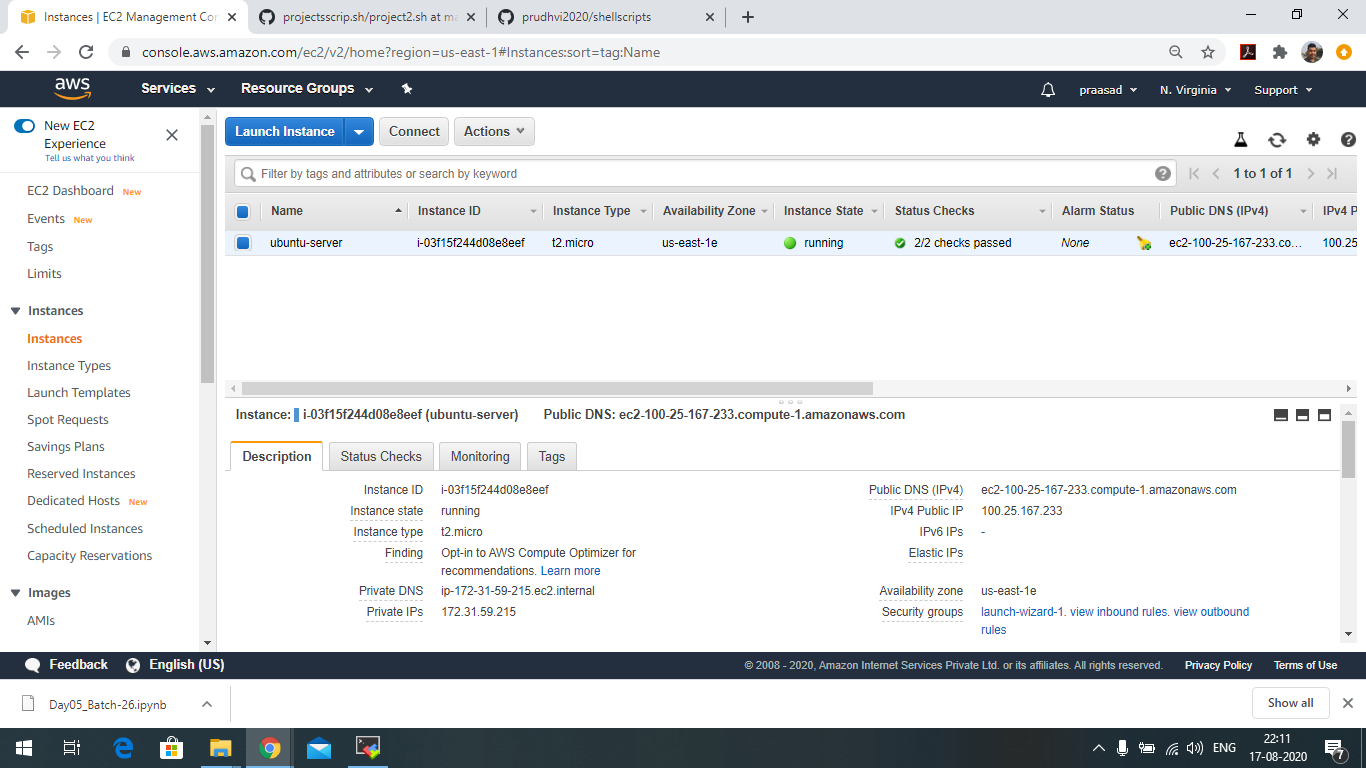 Instances | EC2 Management Con
projectsscrip.sh/project2.sh at ma
prudhvi2020/shellscripts
console.aws.amazon.com/ec2/v2/home?region=us-east-1#Instances:sort=tag:Name
aws
Services
Resource Groups
praasad
N. Virginia
Support
New EC2
Experience
Tell us what you think
EC2 Dashboard New
Events New
Tags
Limits
Instances
Instances
Instance Types
Launch Templates
Spot Requests
Savings Plans
Reserved Instances
Dedicated Hosts New
Scheduled Instances
Capacity Reservations
Images
AMIs
Launch Instance
Connect
Actions
Filter by tags and attributes or search by keyword
1 to 1 of 1
Name Instance ID Instance Type Availability Zone Instance State Status Checks Alarm Status Public DNS (IPv4) IPv4 P
ubuntu-server i-03f15f244d08e8eef t2.micro us-east-1e running 2/2 checks passed None ec2-100-25-167-233.co... 100.25
Instance: i-03f15f244d08e8eef (ubuntu-server) Public DNS: ec2-100-25-167-233.compute-1.amazonaws.com
Description Status Checks Monitoring Tags
Instance ID i-03f15f244d08e8eef
Instance state running
Instance type t2.micro
Finding Opt-in to AWS Compute Optimizer for
recommendations. Learn more
Private DNS ip-172-31-59-215.ec2.internal
Private IPs 172.31.59.215
Public DNS (IPv4) ec2-100-25-167-233.compute-1.amazonaws.com
IPv4 Public IP 100.25.167.233
IPv6 IPs -
Elastic IPs
Availability zone us-east-1e
Security groups launch-wizard-1. view inbound rules. view outbound
rules
Feedback
English (US)
© 2008 - 2020, Amazon Internet Services Private Ltd. or its affiliates. All rights reserved.
Privacy Policy
Terms of Use
Day05_Batch-26.ipynb
Show all
ENG
22:11
17-08-2020
7